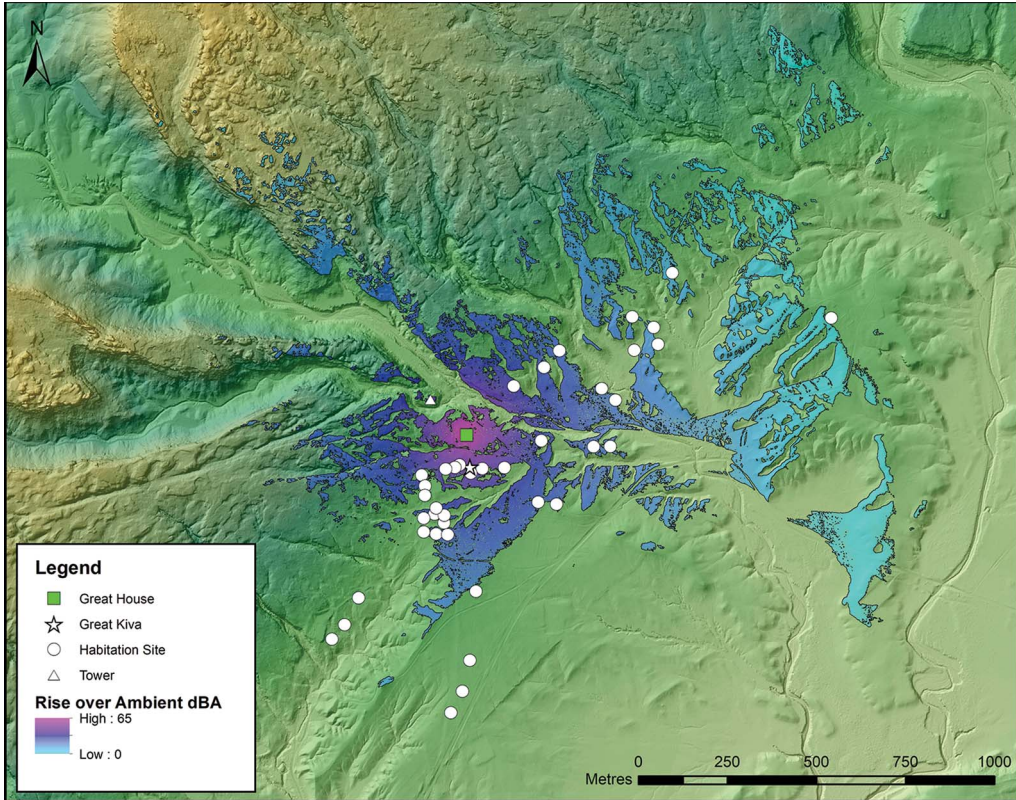 N
Legend
Great House
Great Kiva
Habitation Site
Tower
Rise over Ambient dBA
High : 65
Low : 0
0 250 500 750 1000
Metres